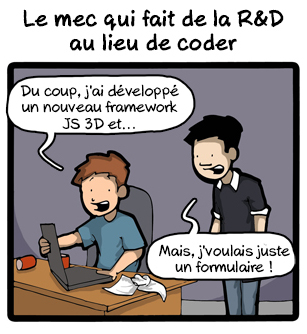 Le mec qui fait de la R&D
au lieu de coder
Du coup, j'ai développé
un nouveau framework
JS 3D et...
Mais, j'voulais juste
un formulaire !